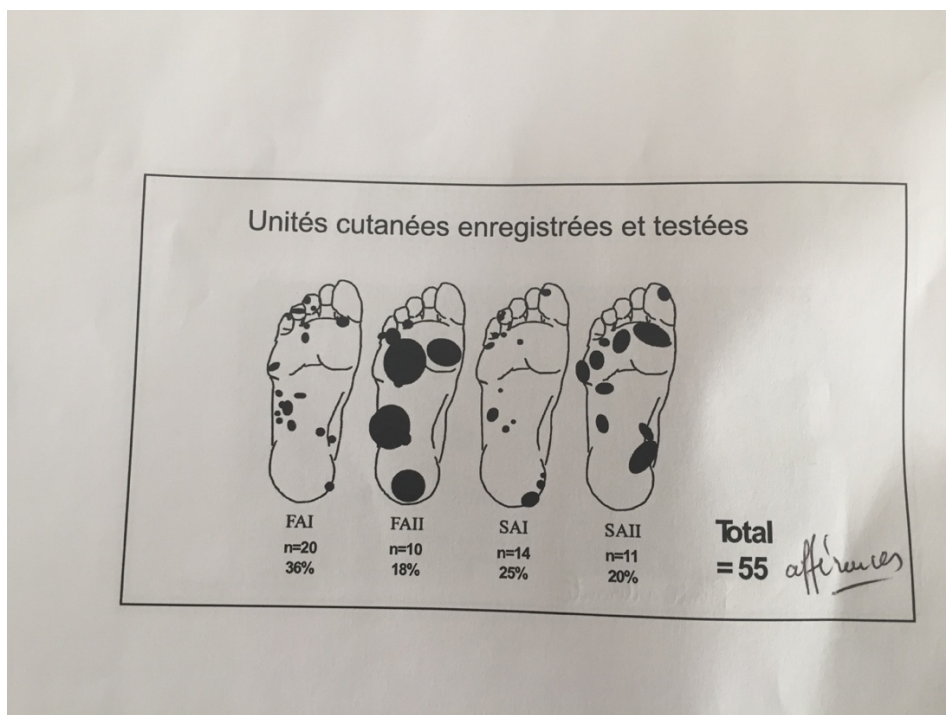 Unités cutanées enregistrées et testées
FAI
n=20
36%
FAII
n=10
18%
SAI
n=14
25%
SAII
n=11
20%
Total
= 55 afférences